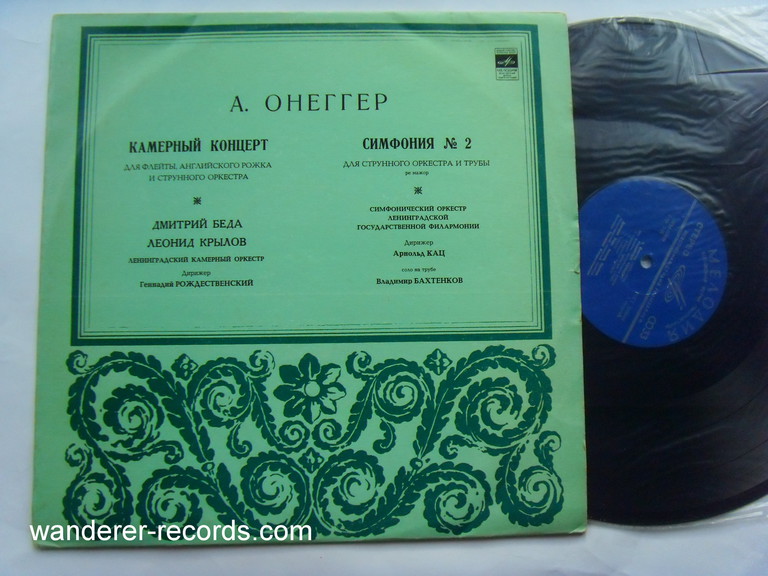 А. ОНЕГГЕР
КАМЕРНЫЙ КОНЦЕРТ
ДЛЯ ФЛЕЙТЫ, АНГЛИЙСКОГО РОЖКА
И СТРУННОГО ОРКЕСТРА
ДМИТРИЙ БЕДА
ЛЕОНИД КРЫЛОВ
ЛЕНИНГРАДСКИЙ КАМЕРНЫЙ ОРКЕСТР
Дирижер
Геннадий РОЖДЕСТВЕНСКИЙ
СИМФОНИЯ № 2
ДЛЯ СТРУННОГО ОРКЕСТРА И ТРУБЫ
ре мажор
СИМФОНИЧЕСКИЙ ОРКЕСТР
ЛЕНИНГРАДСКОЙ
ГОСУДАРСТВЕННОЙ ФИЛАРМОНИИ
Дирижер
Арнольд КАЦ
соло на трубе
Владимир БАХТЕНКОВ
МЕЛОДИЯ
wanderer-records.com